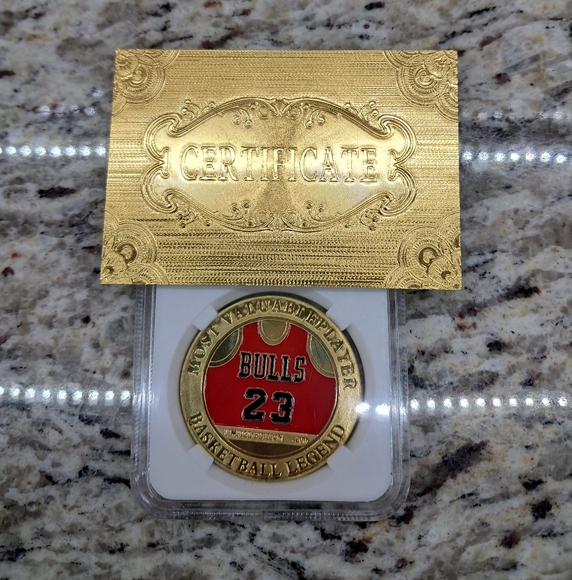 CERTIFICATE
MOST VALUABLE PLAYER
BULLS
23
BASKETBALL LEGEND